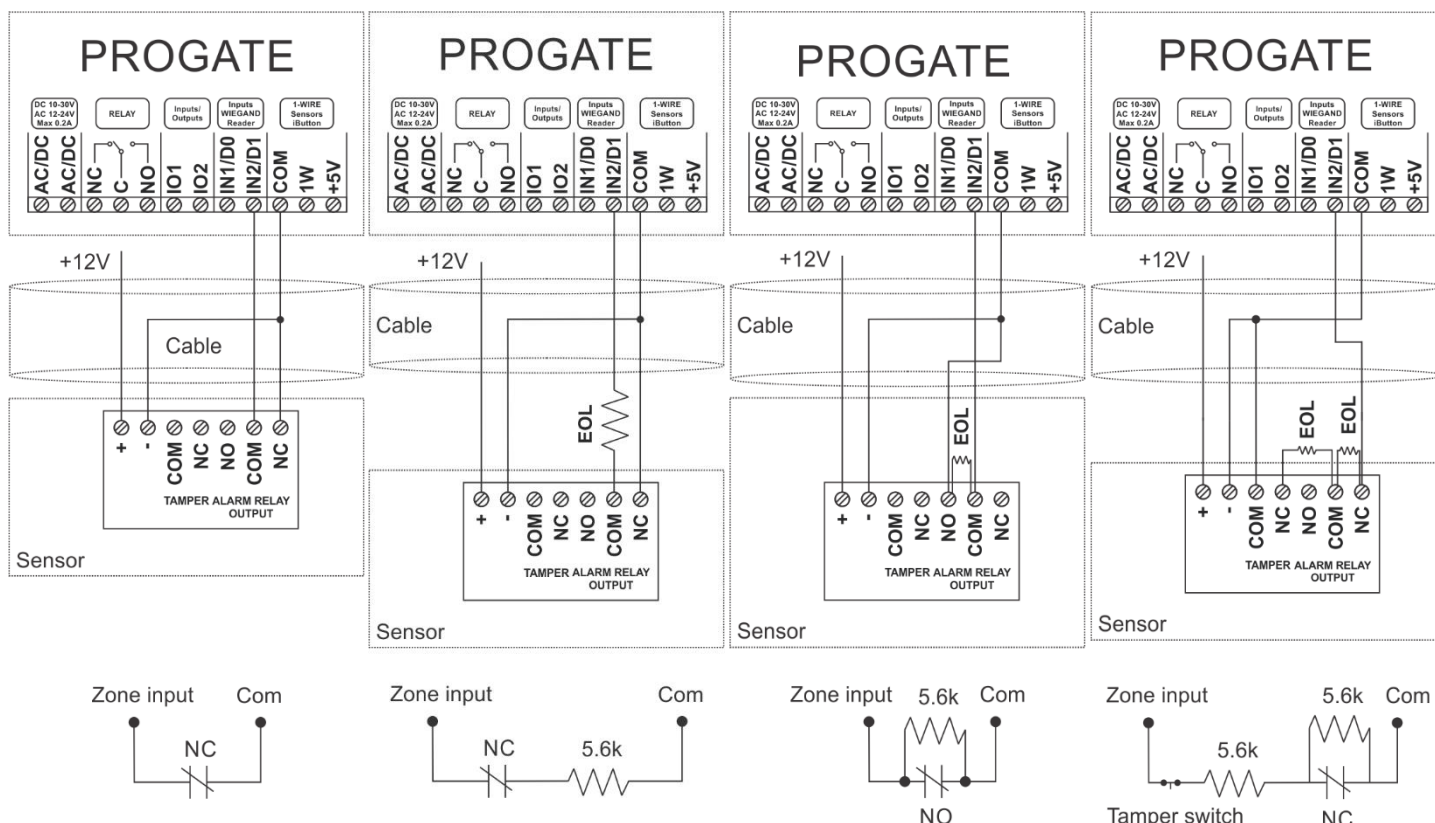 PROGATE
DC 10-30V
AC 12-24V
Max 0.2A
RELAY
Inputs/
Outputs
Inputs
WIEGAND
Reader
1-WIRE
Sensors
iButton
AC/DC
AC/DC
NC
C
NO
IO1
IO2
IN1/D0
IN2/D1
COM
1W
+5V
+12V
Cable
+
-
COM
NC
NO
COM
NC
TAMPER ALARM RELAY
OUTPUT
Sensor
Zone input Com
NC
PROGATE
DC 10-30V
AC 12-24V
Max 0.2A
RELAY
Inputs/
Outputs
Inputs
WIEGAND
Reader
1-WIRE
Sensors
iButton
AC/DC
AC/DC
NC
C
NO
IO1
IO2
IN1/D0
IN2/D1
COM
1W
+5V
+12V
Cable
EOL
+
-
COM
NC
NO
COM
NC
TAMPER ALARM RELAY
OUTPUT
Sensor
Zone input Com
NC 5.6k
PROGATE
DC 10-30V
AC 12-24V
Max 0.2A
RELAY
Inputs/
Outputs
Inputs
WIEGAND
Reader
1-WIRE
Sensors
iButton
AC/DC
AC/DC
NC
C
NO
IO1
IO2
IN1/D0
IN2/D1
COM
1W
+5V
+12V
Cable
EOL
+
-
COM
NC
NO
COM
NC
TAMPER ALARM RELAY
OUTPUT
Sensor
Zone input 5.6k Com
NO
PROGATE
DC 10-30V
AC 12-24V
Max 0.2A
RELAY
Inputs/
Outputs
Inputs
WIEGAND
Reader
1-WIRE
Sensors
iButton
AC/DC
AC/DC
NC
C
NO
IO1
IO2
IN1/D0
IN2/D1
COM
1W
+5V
+12V
Cable
EOL
EOL
+
-
COM
NC
NO
COM
NC
TAMPER ALARM RELAY
OUTPUT
Sensor
Zone input 5.6k Com
5.6k
Tamper switch NC